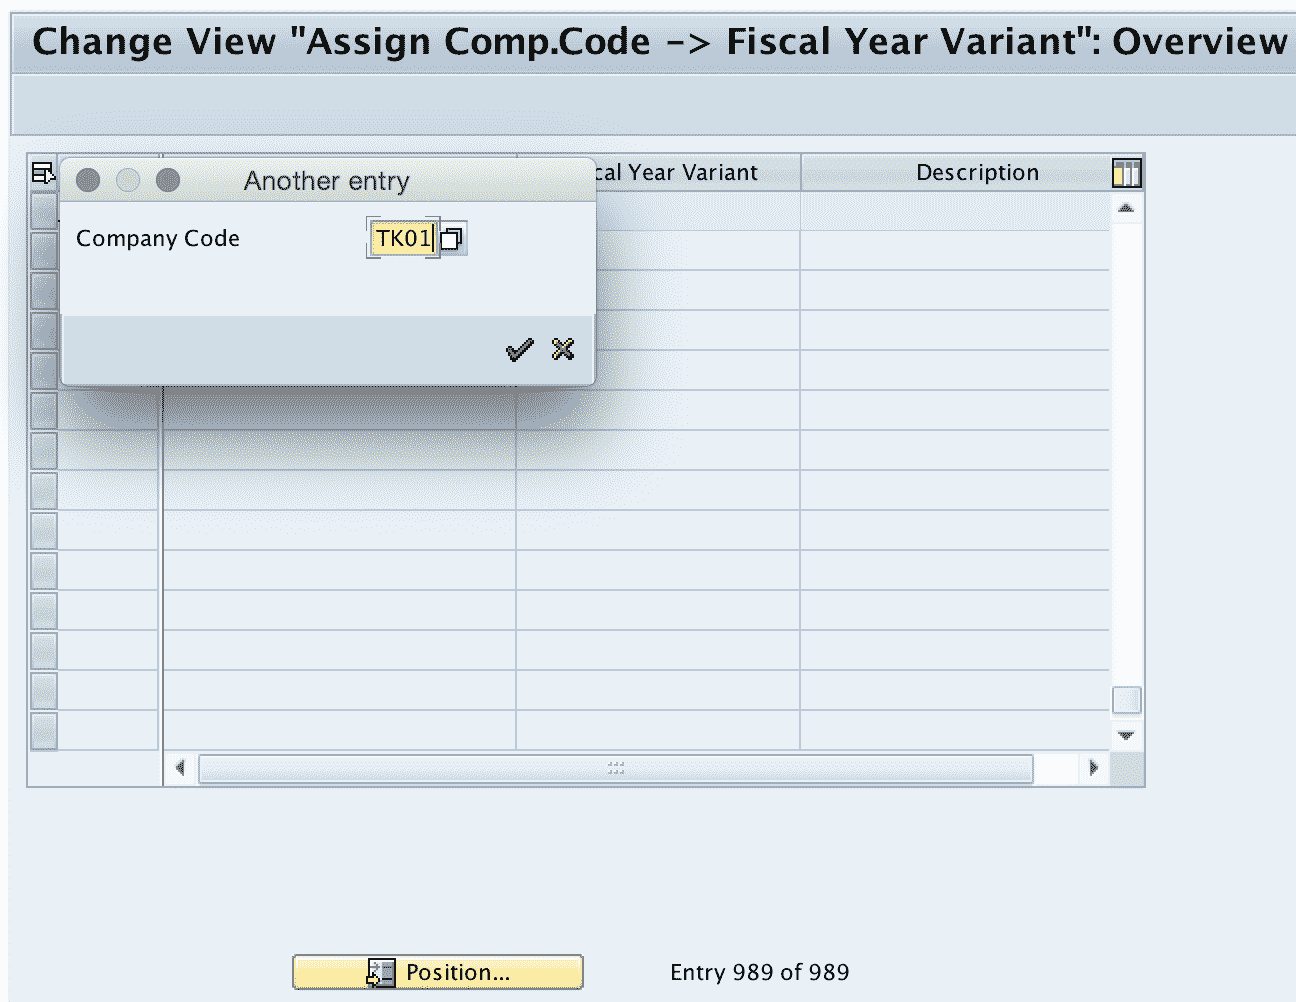 Change View "Assign Comp.Code -> Fiscal Year Variant": Overview
Another entry
cal Year Variant
Description
Company Code
TK01
Position...
Entry 989 of 989